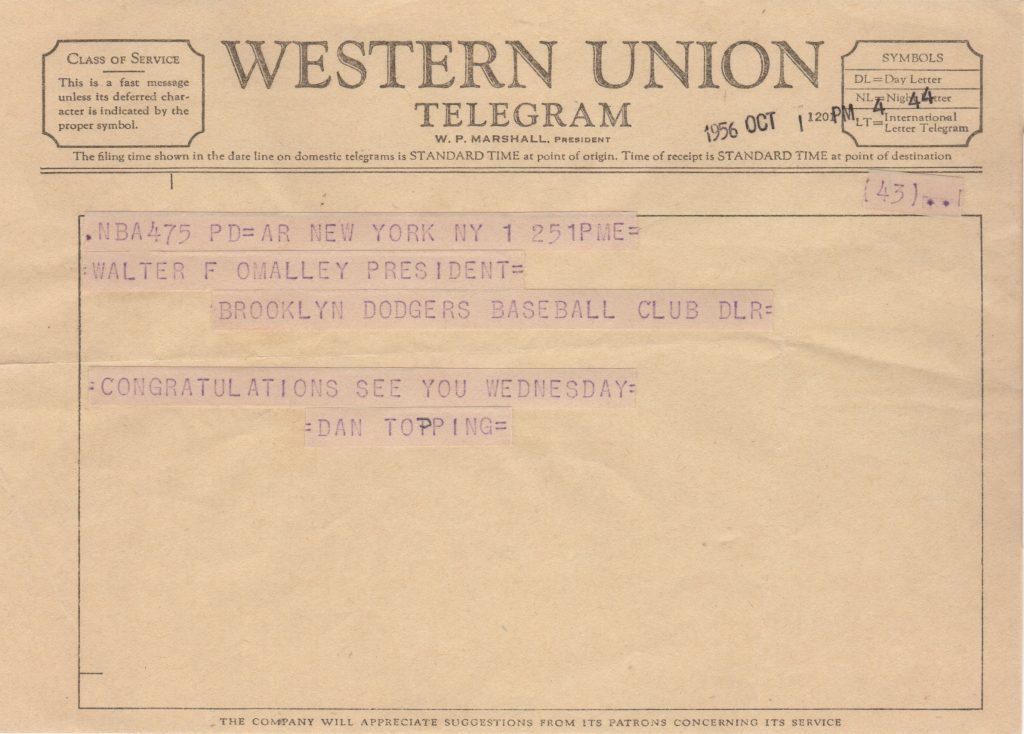 CLASS OF SERVICE
This is a fast message
unless its deferred char-
acter is indicated by the
proper symbol.
WESTERN UNION
TELEGRAM
W. P. MARSHALL, PRESIDENT
1956 OCT 1 PM 4 44
1201
SYMBOLS
DL=Day Letter
NL=Night Letter
LT=International
Letter Telegram
The filing time shown in the date line on domestic telegrams is STANDARD TIME at point of origin. Time of receipt is STANDARD TIME at point of destination
(43)..
.NBA475 PD=AR NEW YORK NY 1 251PME=
:WALTER F OMALLEY PRESIDENT=
BROOKLYN DODGERS BASEBALL CLUB DLR=
:CONGRATULATIONS SEE YOU WEDNESDAY=
=DAN TOPPING=
THE COMPANY WILL APPRECIATE SUGGESTIONS FROM ITS PATRONS CONCERNING ITS SERVICE